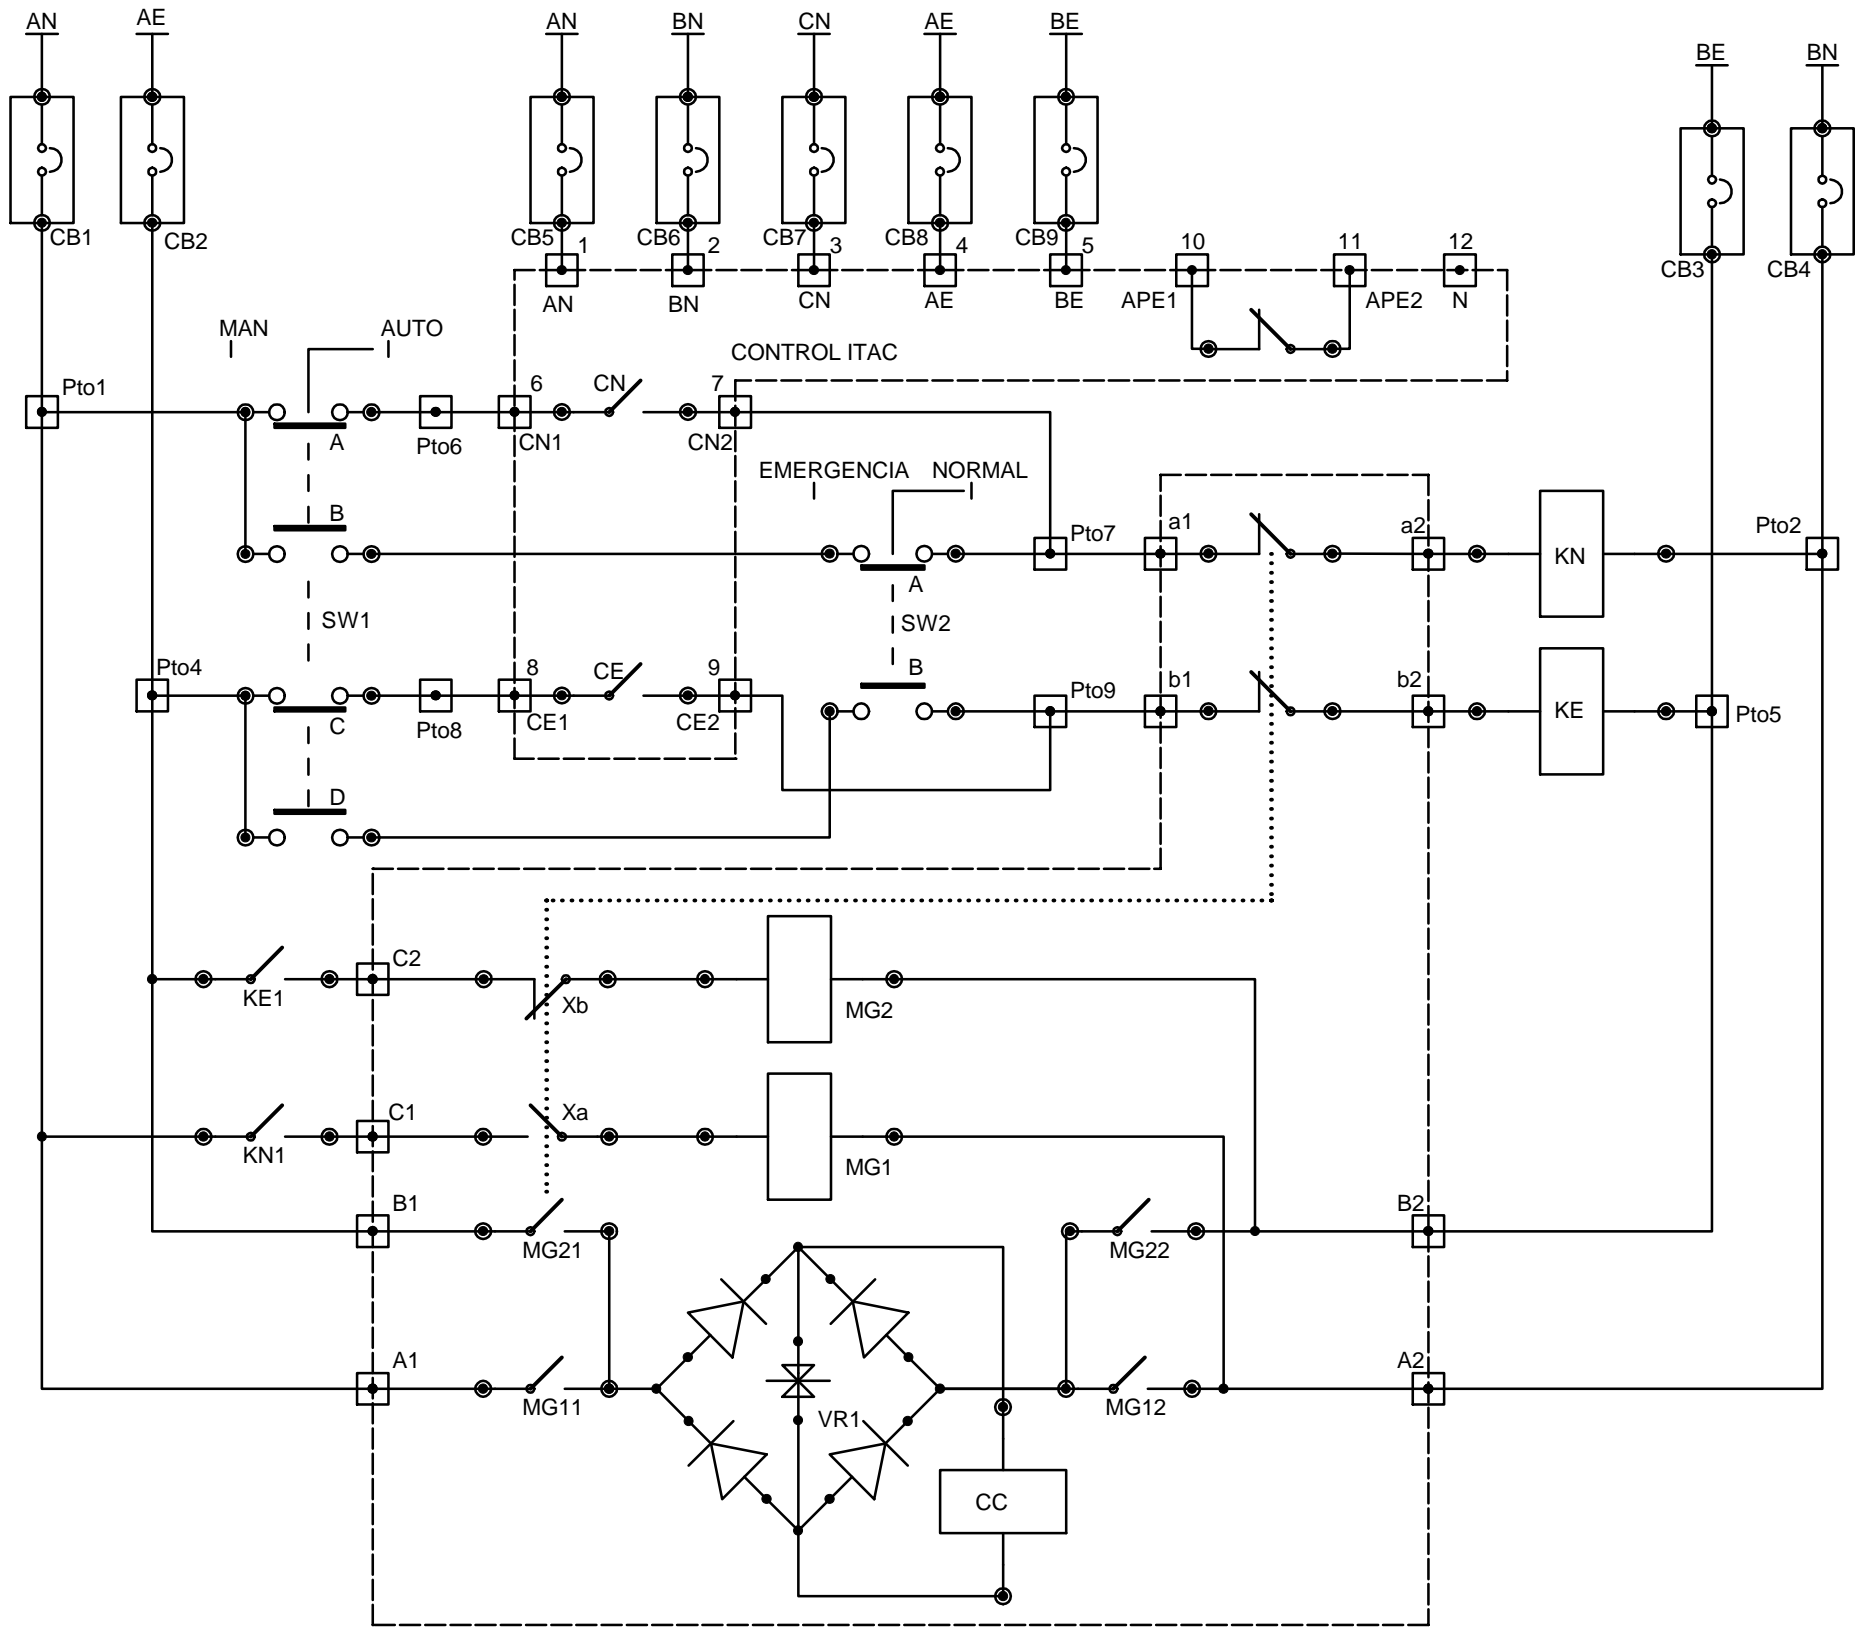 AN
AE
AN
BN
CN
AE
BE
BE
BN
CB1
CB2
CB5
CB6
CB7
CB8
CB9
CB3
CB4
1
2
3
4
5
10
11
12
AN
BN
CN
AE
BE
APE1
APE2
N
MAN
AUTO
CONTROL ITAC
Pto1
A
Pto6
6
CN1
CN
7
CN2
EMERGENCIA
NORMAL
B
A
Pto7
a1
a2
KN
Pto2
SW1
SW2
Pto4
C
Pto8
8
CE1
CE
9
CE2
B
Pto9
b1
b2
KE
Pto5
D
KE1
C2
Xb
MG2
KN1
C1
Xa
MG1
B1
MG21
MG22
B2
A1
MG11
VR1
MG12
A2
CC